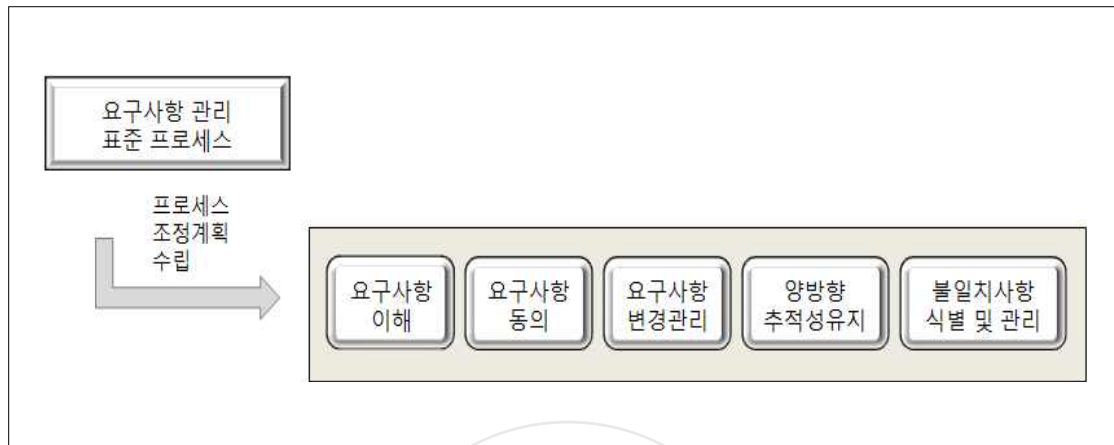 요구사항 관리
표준 프로세스
프로세스
조정계획
수립
요구사항
이해
요구사항
동의
요구사항
변경관리
양방향
추적성유지
불일치사항
식별 및 관리